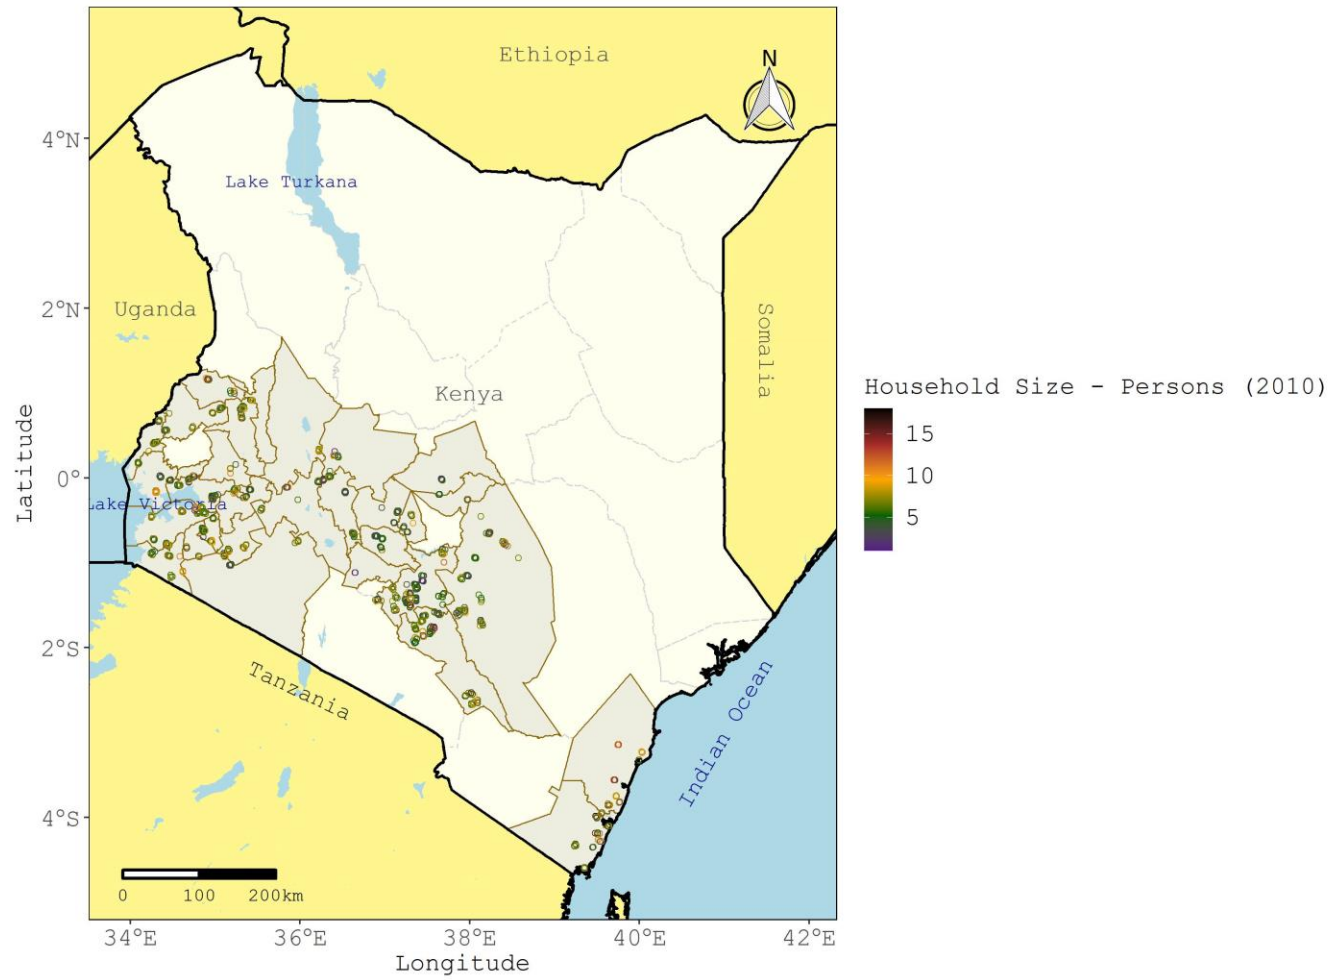 Ethiopia
N
4°N
Lake Turkana
2°N
Uganda
Somalia
Kenya
Household Size - Persons (2010)
15
10
5
Latitude
0°
Lake Victoria
2°S
Tanzania
Indian Ocean
4°S
0 100 200km
34°E 36°E 38°E 40°E 42°E
Longitude